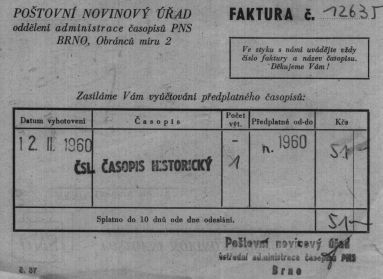 POŠTOVNÍ NOVINOVÝ ÚŘAD
oddělení administrace časopisů PNS
BRNO, Obránců míru 2
FAKTURA č. 12635
Ve styku s námi uvádějte vždy
číslo faktury a název časopisu.
Děkujeme Vám!
Zasíláme Vám vyúčtování předplatného časopisů:
Datum vyhotovení Časopis Počet výt. Předplatné od-do Kčs
12. II. 1960 ČSL. ČASOPIS HISTORICKÝ 1 n. 1960 51-
Splatno do 10 dnů ode dne odeslání. 51-
Poštovní novinový úřad
ústřední administrace časopisů PNS
Brno
č. 37